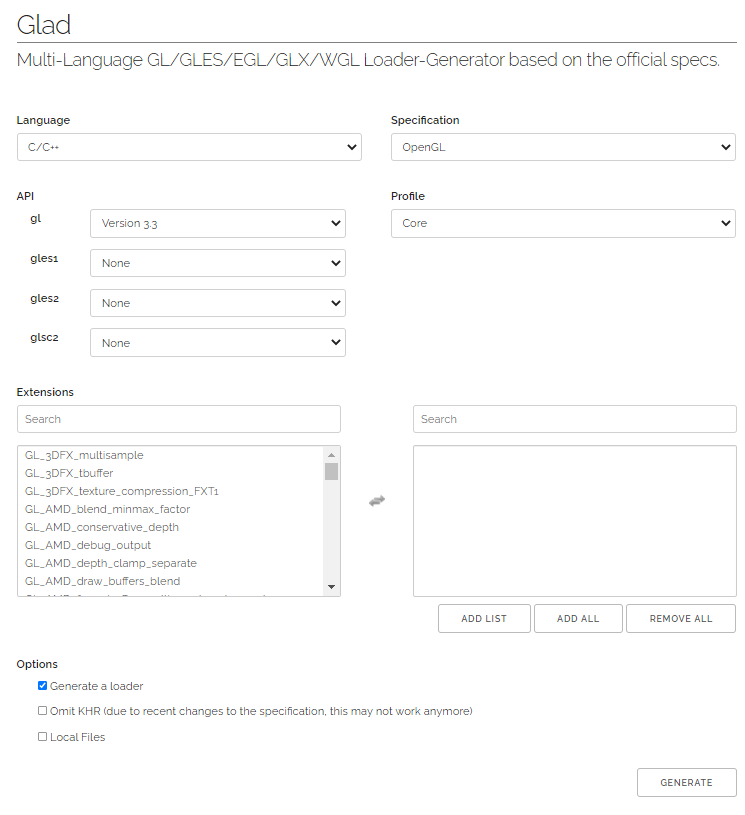 Glad
Multi-Language GL/GLES/EGL/GLX/WGL Loader-Generator based on the official specs.
Language
Specification
C/C++
OpenGL
API
Profile
gl
Version 3.3
Core
gles1
None
gles2
None
glsc2
None
Extensions
Search
Search
GL_3DFX_multisample
GL_3DFX_tbuffer
GL_3DFX_texture_compression_FXT1
GL_AMD_blend_minmax_factor
GL_AMD_conservative_depth
GL_AMD_debug_output
GL_AMD_depth_clamp_separate
GL_AMD_draw_buffers_blend
ADD LIST
ADD ALL
REMOVE ALL
Options
Generate a loader
Omit KHR (due to recent changes to the specification, this may not work anymore)
Local Files
GENERATE